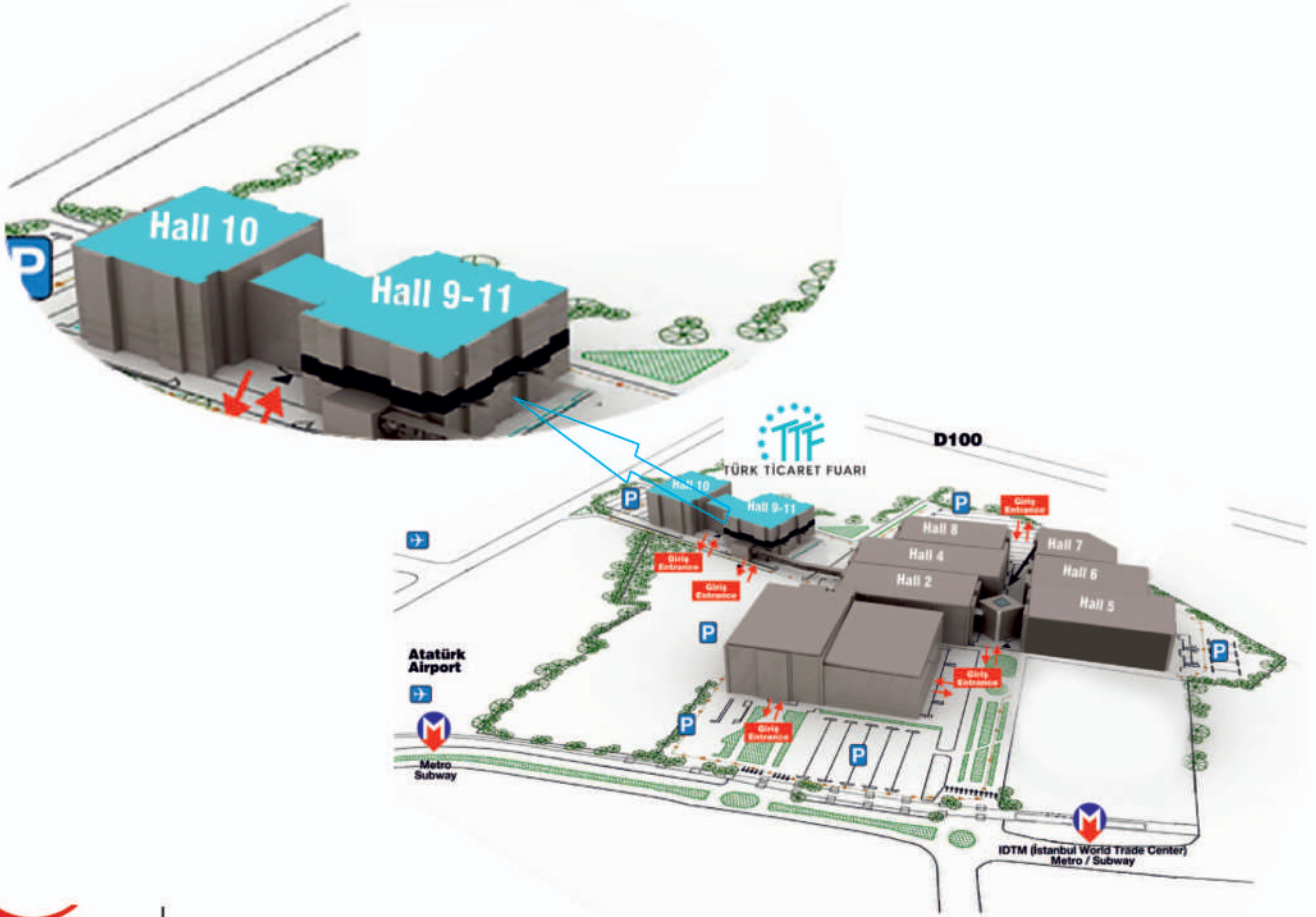 Hall 10
P
Hall 9-11
TTF
TÜRK TİCARET FUARI
D100
Hall 10
Hall 9-11
P
P
Giriş
Entrance
Hall 8
Hall 7
Hall 4
Hall 6
Hall 2
Hall 5
Giriş
Entrance
Giriş
Entrance
P
P
Atatürk
Airport
Giriş
Entrance
M
Metro
Subway
P
Giriş
Entrance
P
M
IDTM (İstanbul World Trade Center)
Metro / Subway